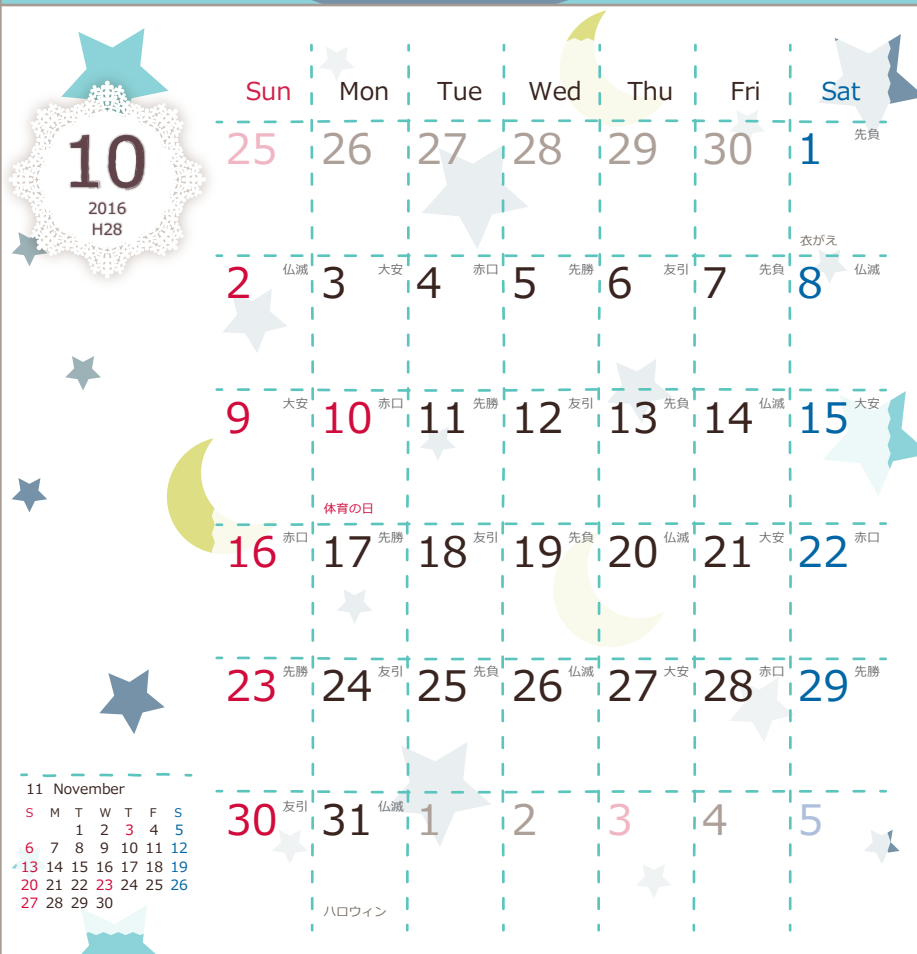 10
2016
H28
Sun Mon Tue Wed Thu Fri Sat
25 26 27 28 29 30 1 先負
衣がえ
2 仏滅 3 大安 4 赤口 5 先勝 6 友引 7 先負 8 仏滅
9 大安 10 赤口 11 先勝 12 友引 13 先負 14 仏滅 15 大安
体育の日
16 赤口 17 先勝 18 友引 19 先負 20 仏滅 21 大安 22 赤口
23 先勝 24 友引 25 先負 26 仏滅 27 大安 28 赤口 29 先勝
30 友引 31 仏滅 1 2 3 4 5
ハロウィン
11 November
S M T W T F S
1 2 3 4 5
6 7 8 9 10 11 12
13 14 15 16 17 18 19
20 21 22 23 24 25 26
27 28 29 30